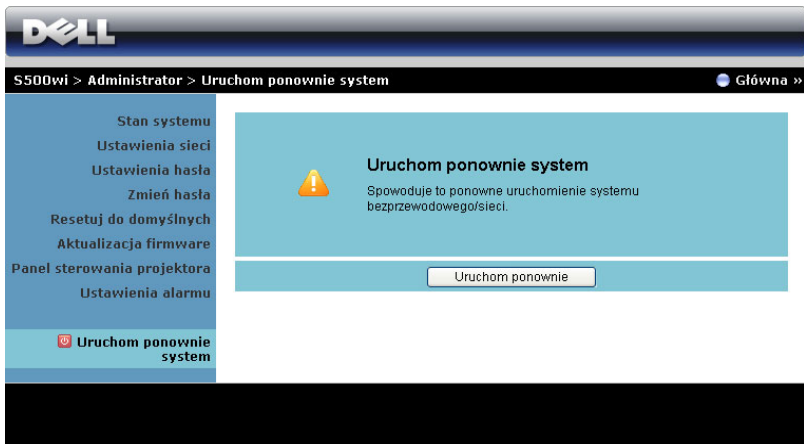 DELL
S500wi > Administrator > Uruchom ponownie system
Główna »
Stan systemu
Ustawienia sieci
Ustawienia hasła
Zmień hasła
Resetuj do domyślnych
Aktualizacja firmware
Panel sterowania projektora
Ustawienia alarmu
Uruchom ponownie
system
Uruchom ponownie system
Spowoduje to ponowne uruchomienie systemu
bezprzewodowego/sieci.
Uruchom ponownie